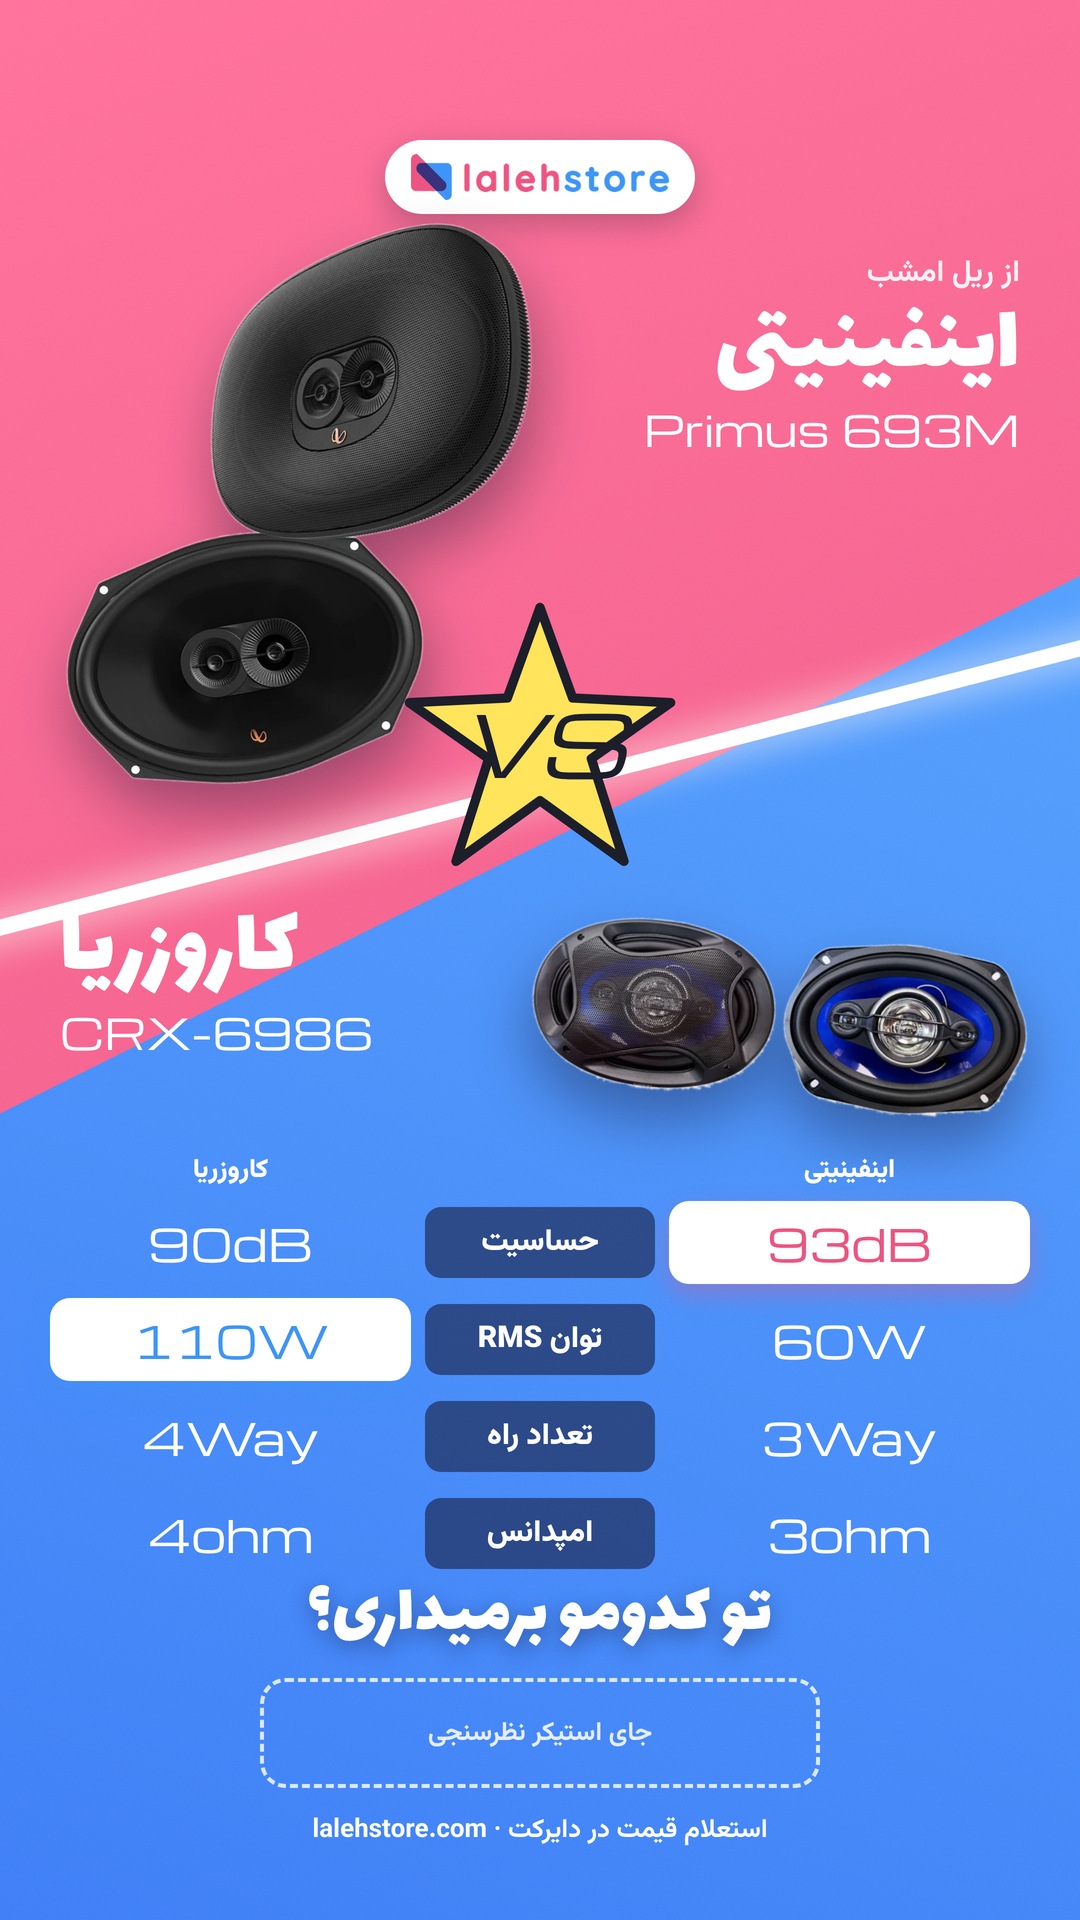 lalehstore
از ریل امشب
اینفینیتی
Primus 693M
VS
کاروزریا
CRX-6986
اینفینیتی کاروزریا
93dB حساسیت 90dB
60W توان RMS 110W
3Way تعداد راه 4Way
3ohm امپدانس 4ohm
تو کدومو برمیداری؟
جای استیکر نظرسنجی
استعلام قیمت در دایرکت · lalehstore.com